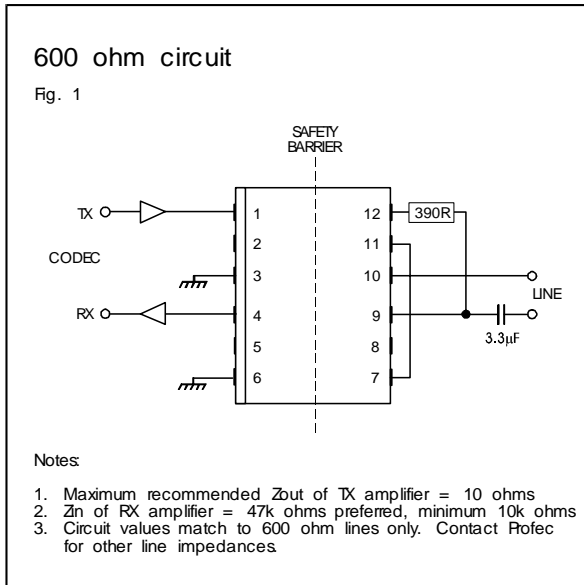 600 ohm circuit
Fig. 1
SAFETY
BARRIER
TX
1
12
390R
2
11
CODEC
3
10
LINE
RX
4
9
3.3µF
5
8
6
7
Notes:
1. Maximum recommended Zout of TX amplifier = 10 ohms
2. Zin of RX amplifier = 47k ohms preferred, minimum 10k ohms
3. Circuit values match to 600 ohm lines only. Contact Profec
for other line impedances.